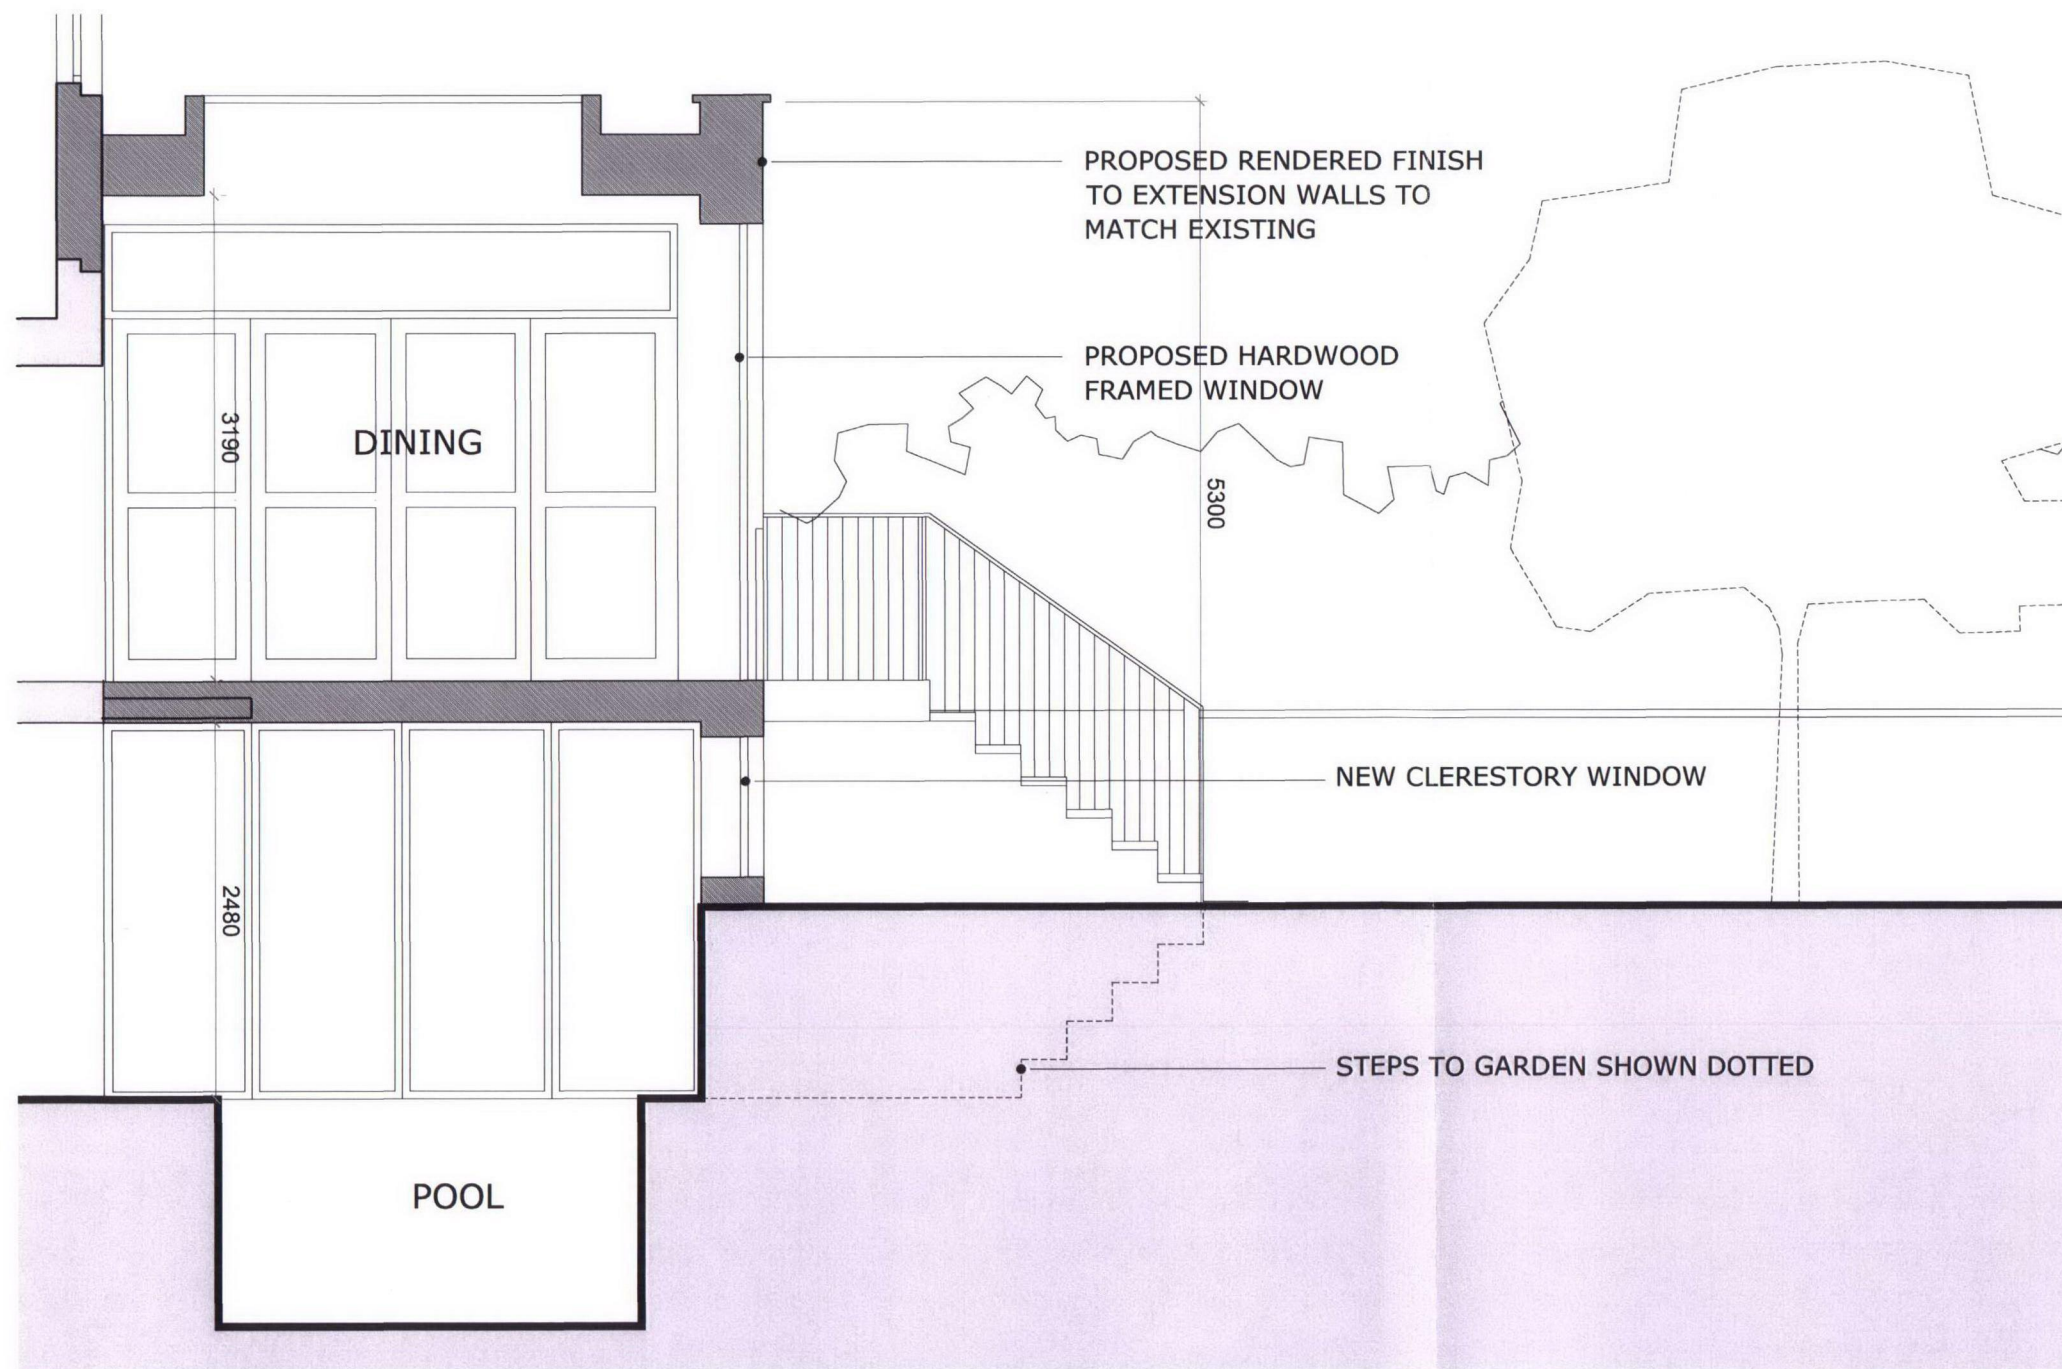 PROPOSED RENDERED FINISH
TO EXTENSION WALLS TO
MATCH EXISTING
PROPOSED HARDWOOD
FRAMED WINDOW
3190
DINING
5300
NEW CLERESTORY WINDOW
2480
STEPS TO GARDEN SHOWN DOTTED
POOL